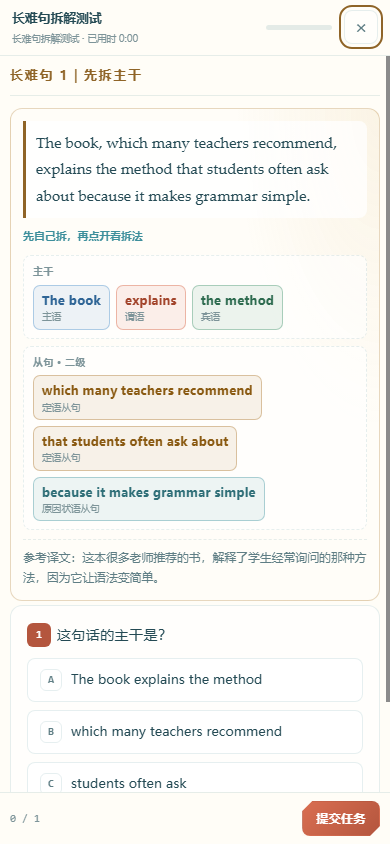 长难句拆解测试
长难句拆解测试 · 已用时 0:00
×
长难句 1 | 先拆主干
The book, which many teachers recommend,
explains the method that students often ask
about because it makes grammar simple.
先自己拆，再点开看拆法
主干
The book
主语
explains
谓语
the method
宾语
从句 • 二级
which many teachers recommend
定语从句
that students often ask about
定语从句
because it makes grammar simple
原因状语从句
参考译文：这本很多老师推荐的书，解释了学生经常询问的那种方
法，因为它让语法变简单。
1 这句话的主干是？
A The book explains the method
B which many teachers recommend
C students often ask
0 / 1
提交任务